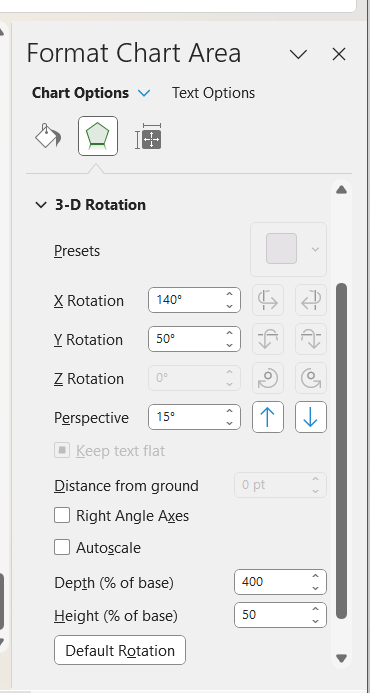 Format Chart Area
Chart Options Text Options
3-D Rotation
Presets
X Rotation 140°
Y Rotation 50°
Z Rotation 0°
Perspective 15°
Keep text flat
Distance from ground 0 pt
Right Angle Axes
Autoscale
Depth (% of base) 400
Height (% of base) 50
Default Rotation